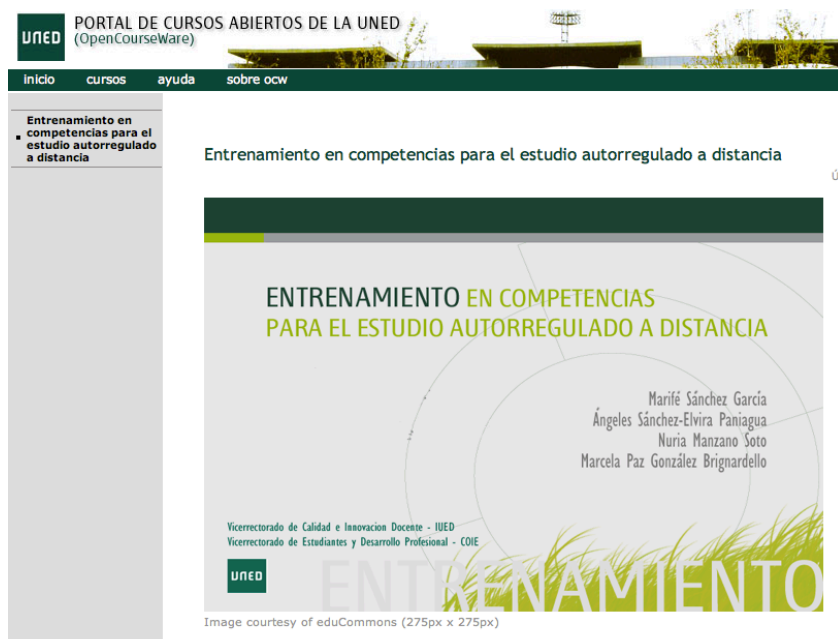 UNED
PORTAL DE CURSOS ABIERTOS DE LA UNED
(OpenCourseWare)
inicio cursos ayuda sobre ocw
Entrenamiento en
competencias para el
estudio autorregulado
a distancia
Entrenamiento en competencias para el estudio autorregulado a distancia
ENTRENAMIENTO EN COMPETENCIAS
PARA EL ESTUDIO AUTORREGULADO A DISTANCIA
Marifé Sánchez García
Ángeles Sánchez-Elvira Paniagua
Nuria Manzano Soto
Marcela Paz González Brignardello
Vicerrectorado de Calidad e Innovacion Docente - IUED
Vicerrectorado de Estudiantes y Desarrollo Profesional - COIE
UNED
ENTRENAMIENTO
Image courtesy of eduCommons (275px x 275px)